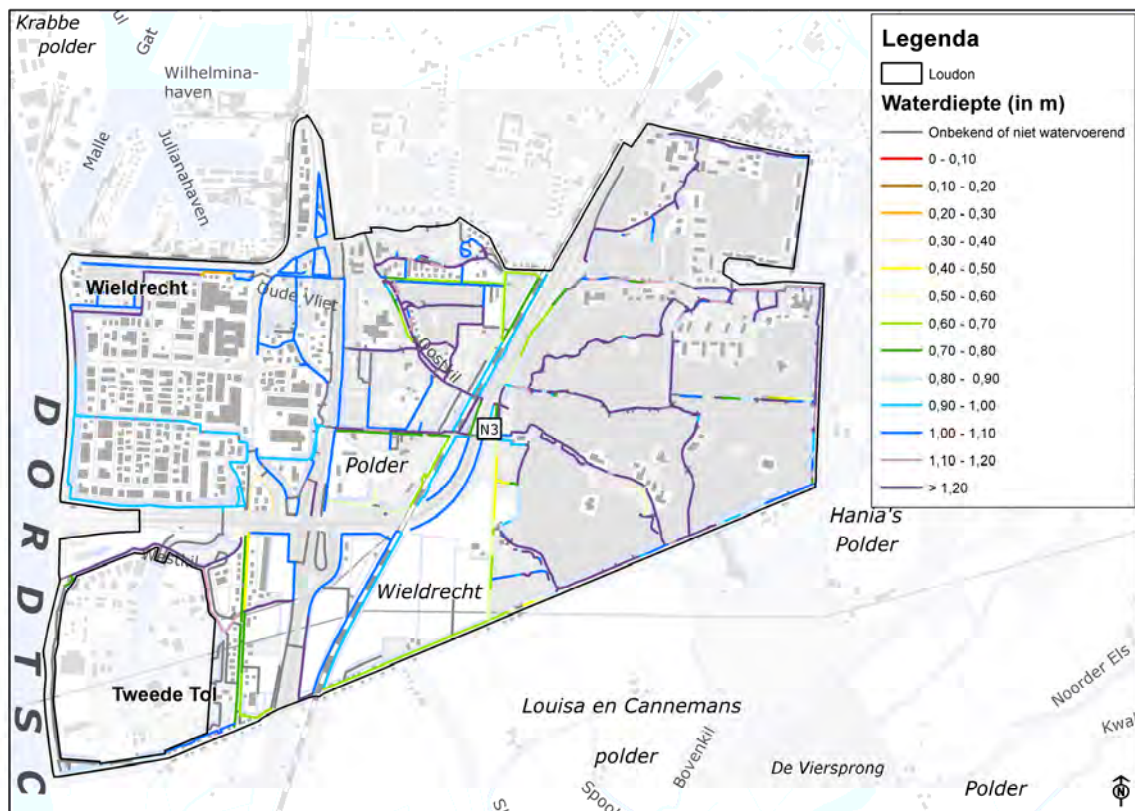 Krabbe
polder
ul
Gat
Wilhelmina-
haven
Malle
Julianahaven
Wieldrecht
Oude Vliet
Oostkil
N3
Polder
Westkil
Wieldrecht
Tweede Tol
DORDTSC
Hania's
Polder
Louisa en Cannemans
polder
Bovenkil
De Viersprong
Noorder Els
Kwal
Polder
N
Legenda
Loudon
Waterdiepte (in m)
Onbekend of niet watervoerend
0 - 0,10
0,10 - 0,20
0,20 - 0,30
0,30 - 0,40
0,40 - 0,50
0,50 - 0,60
0,60 - 0,70
0,70 - 0,80
0,80 - 0,90
0,90 - 1,00
1,00 - 1,10
1,10 - 1,20
> 1,20